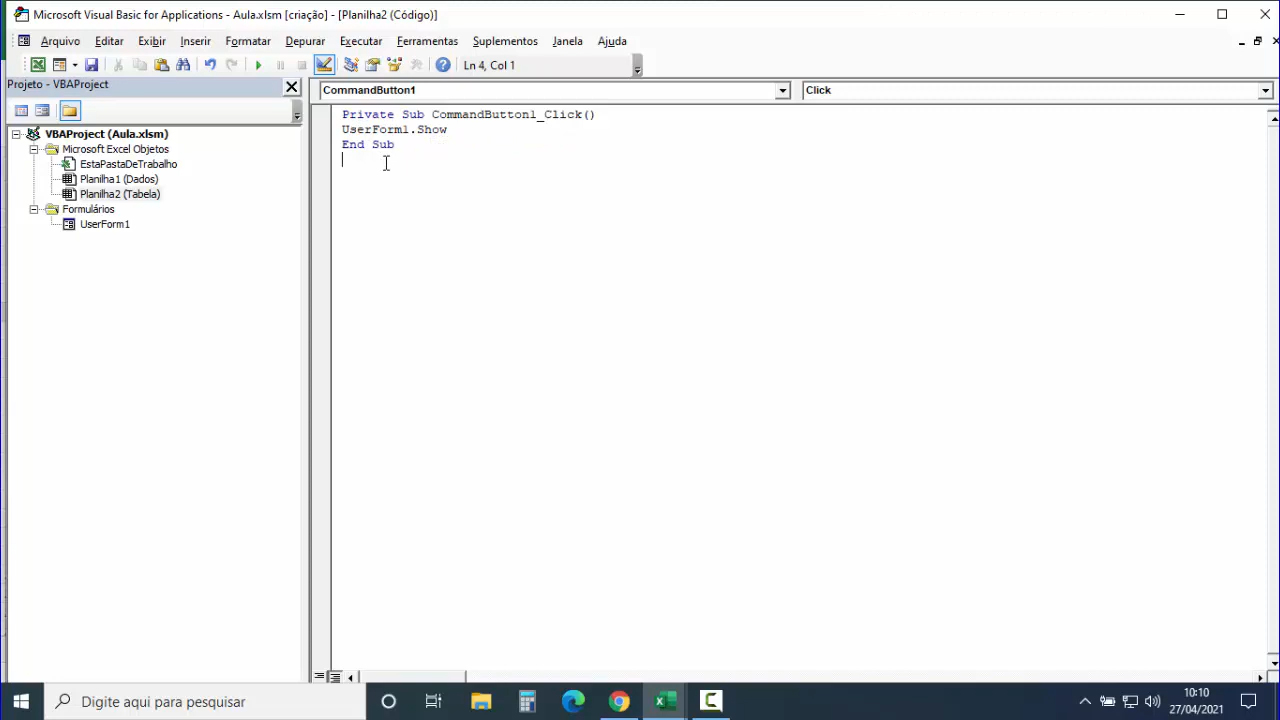 Microsoft Visual Basic for Applications - Aula.xlsm [criação] - [Planilha2 (Código)]
Arquivo Editar Exibir Inserir Formatar Depurar Executar Ferramentas Suplementos Janela Ajuda
Ln 4, Col 1
Projeto - VBAProject
CommandButton1
Click
VBAProject (Aula.xlsm)
Microsoft Excel Objetos
EstaPastaDeTrabalho
Planilha1 (Dados)
Planilha2 (Tabela)
Formulários
UserForm1
Private Sub CommandButton1_Click()
UserForm1.Show
End Sub
Digite aqui para pesquisar
10:10
27/04/2021